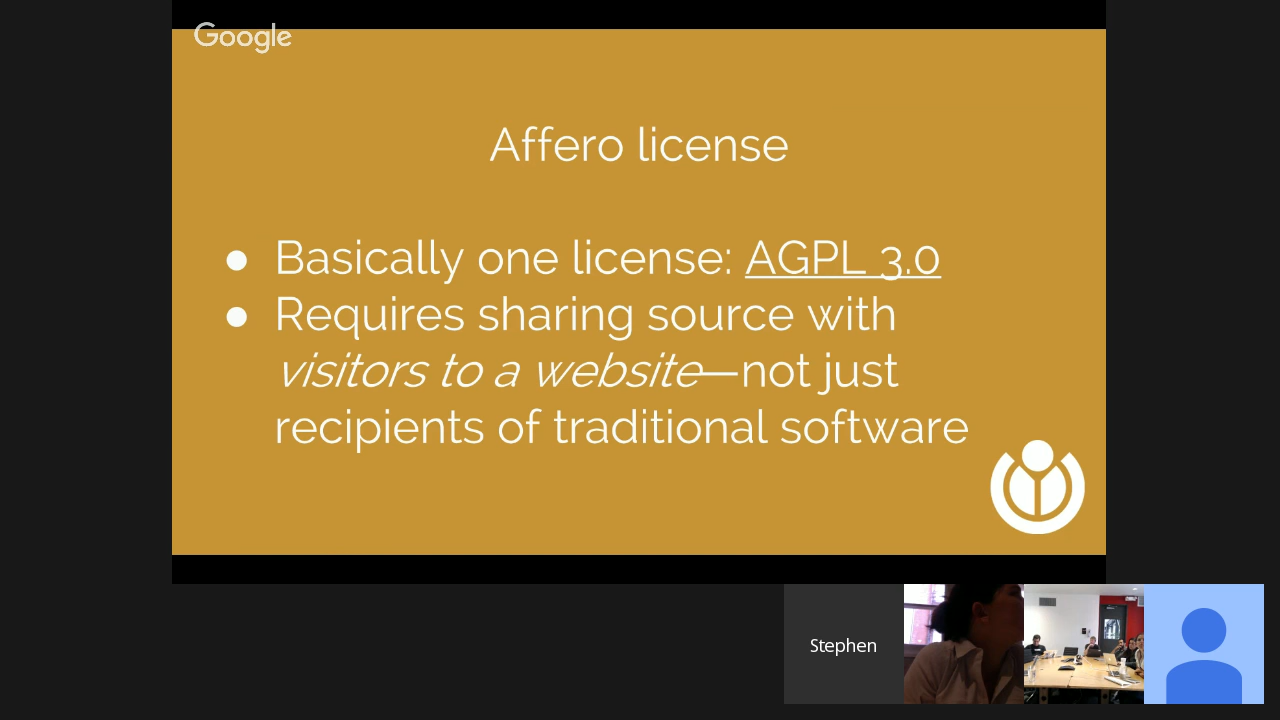 Google
Affero license
● Basically one license: AGPL 3.0
● Requires sharing source with
visitors to a website—not just
recipients of traditional software
Stephen